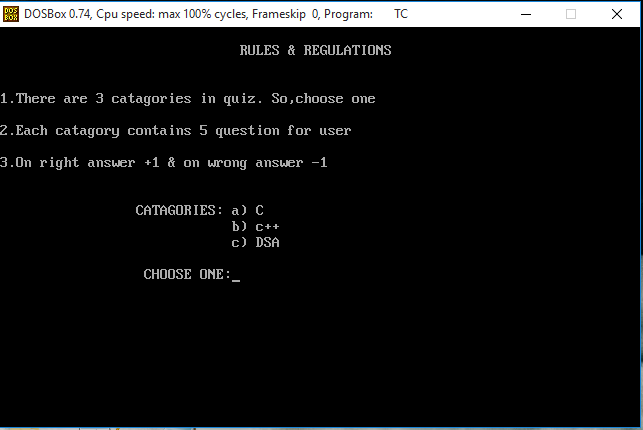 DOS BOX DOSBox 0.74, Cpu speed: max 100% cycles, Frameskip 0, Program: TC
RULES & REGULATIONS
1.There are 3 catagories in quiz. So,choose one
2.Each catagory contains 5 question for user
3.On right answer +1 & on wrong answer -1
CATAGORIES: a) C
b) c++
c) DSA
CHOOSE ONE:_